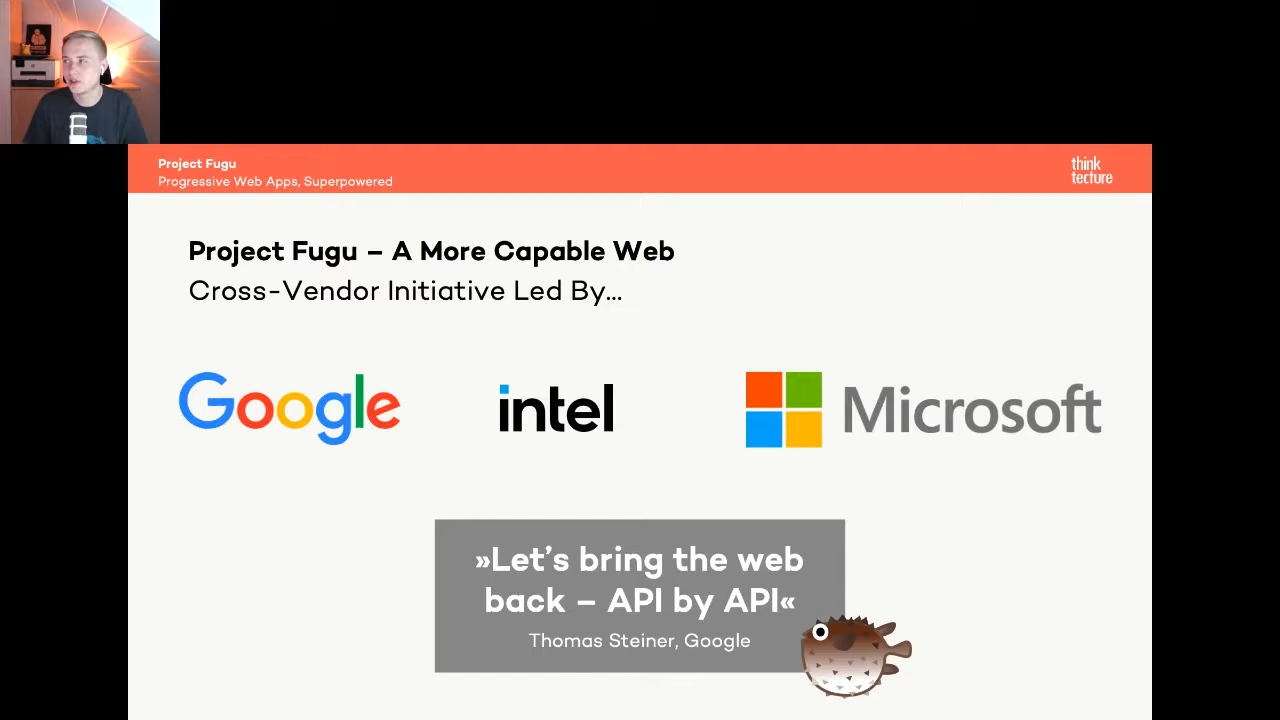 Project Fugu
Progressive Web Apps, Superpowered
think
tecture
Project Fugu – A More Capable Web
Cross-Vendor Initiative Led By...
Google
intel
Microsoft
»Let’s bring the web
back – API by API«
Thomas Steiner, Google